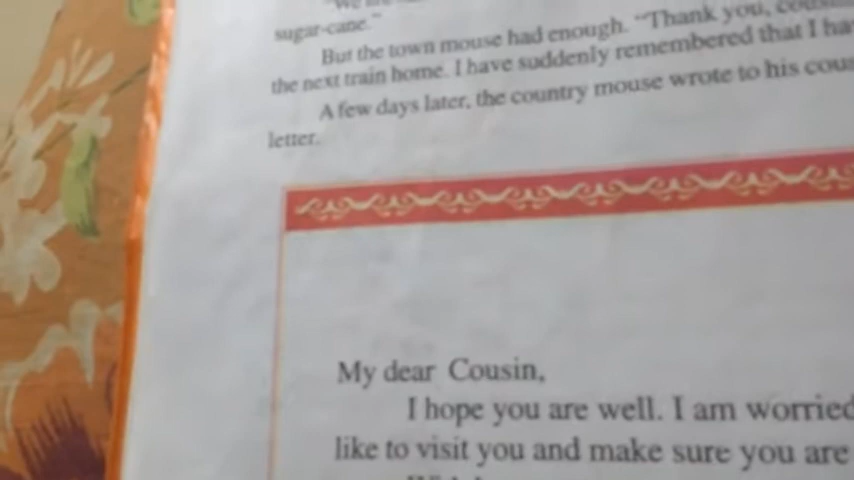 sugar-cane."
But the town mouse had enough. "Thank you,
the next train home. I have suddenly remembered that I
A few days later, the country mouse wrote to his
letter.
My dear Cousin,
I hope you are well. I am worried
like to visit you and make sure you are